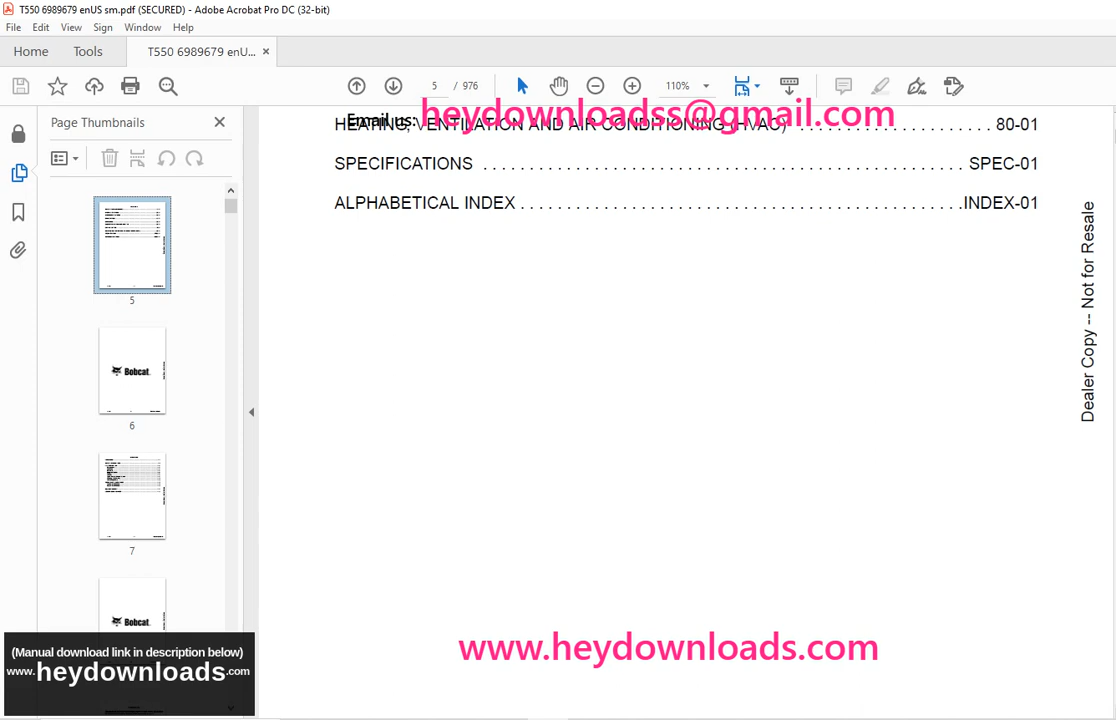 T550 6989679 enUS sm.pdf (SECURED) - Adobe Acrobat Pro DC (32-bit)
File Edit View Sign Window Help
Home Tools T550 6989679 enU... ×
5 / 976 110%
Page Thumbnails
Email us: heydownloadss@gmail.com
HEATING, VENTILATION AND AIR CONDITIONING (HVAC) . . . . . . . . . . . . . . . . . . . . . . 80-01
SPECIFICATIONS . . . . . . . . . . . . . . . . . . . . . . . . . . . . . . . . . . . . . . . . . . . . . . . . . . . . . . SPEC-01
ALPHABETICAL INDEX . . . . . . . . . . . . . . . . . . . . . . . . . . . . . . . . . . . . . . . . . . . . . . . . . .INDEX-01
Dealer Copy -- Not for Resale
5
Bobcat
6
7
Bobcat
(Manual download link in description below)
www.heydownloads.com
www.heydownloads.com